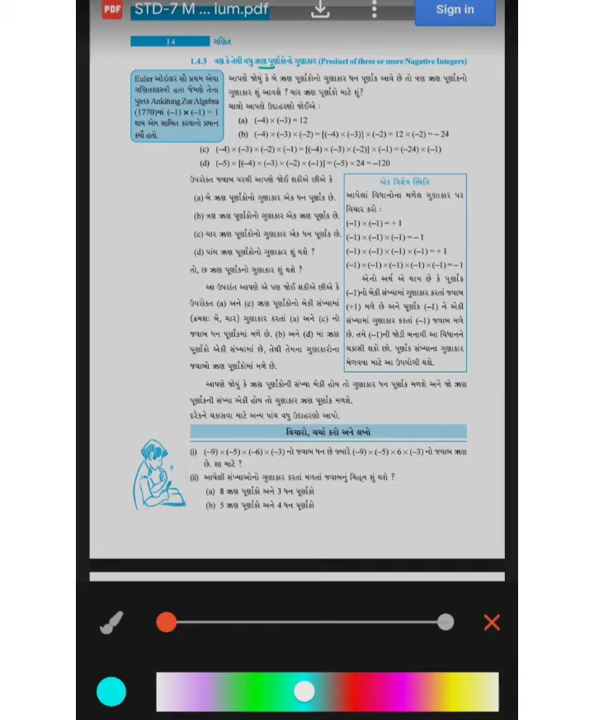 STD-7 M ... ium.pdf
Sign in
14 ગણિત
1.4.3 ત્રણ કે તેથી વધુ ઋણ પૂર્ણાંકોનો ગુણાકાર (Product of three or more Nagative Integers)
Euler ઓઇલર સૌ પ્રથમ એવા
ગણિતશાસ્ત્રી હતા જેમણે તેના
પુસ્તક Ankitung Zur Algebra
(1770)માં (−1) × (−1) = 1
થાય એમ સાબિત કરવાનો પ્રયત્ન
કર્યો હતો.
આપણે જોયું કે બે ઋણ પૂર્ણાંકોનો ગુણાકાર ધન પૂર્ણાંક આવે છે તો ત્રણ ઋણ પૂર્ણાંકનો
ગુણાકાર શું આવશે ? ચાર ઋણ પૂર્ણાંકો માટે શું?
ચાલો આપણે ઉદાહરણો જોઈએ :
(a) (−4) × (−3) = 12
(b) (−4) × (−3) × (−2) = [(−4) × (−3)] × (−2) = 12 × (−2) = − 24
(c) (−4) × (−3) × (−2) × (−1) = [(−4) × (−3) × (−2)] × (−1) = (−24) × (−1)
(d) (−5) × [(−4) × (−3) × (−2) × (−1)] = (−5) × 24 = −120
ઉપરોક્ત જવાબ પરથી આપણે જોઈ શકીએ છીએ કે
(a) બે ઋણ પૂર્ણાંકોનો ગુણાકાર એક ધન પૂર્ણાંક છે.
(b) ત્રણ ઋણ પૂર્ણાંકોનો ગુણાકાર એક ઋણ પૂર્ણાંક છે.
(c) ચાર ઋણ પૂર્ણાંકોનો ગુણાકાર એક ધન પૂર્ણાંક છે.
(d) પાંચ ઋણ પૂર્ણાંકોનો ગુણાકાર શું થશે ?
તો, છ ઋણ પૂર્ણાંકનો ગુણાકાર શું થશે ?
આ ઉપરાંત આપણે એ પણ જોઈ શકીએ છીએ કે
ઉપરોક્ત (a) અને (c) ઋણ પૂર્ણાંકોનો બેકી સંખ્યામાં
(ક્રમશઃ બે, ચાર) ગુણાકાર કરતાં (a) અને (c) નો
જવાબ ધન પૂર્ણાંકમાં મળે છે. (b) અને (d) માં ઋણ
પૂર્ણાંકો એકી સંખ્યામાં છે, તેથી તેમના ગુણાકારોના
જવાબો ઋણ પૂર્ણાંકોમાં મળે છે.
એક વિશેષ સ્થિતિ
આપેલાં વિધાનોના મળેલ ગુણાકાર પર
વિચાર કરો :
(−1) × (−1) = + 1
(−1) × (−1) × (−1) = − 1
(−1) × (−1) × (−1) × (−1) = + 1
(−1) × (−1) × (−1) × (−1) × (−1) = − 1
એનો અર્થ એ થાય છે કે પૂર્ણાંક
(−1)નો બેકી સંખ્યામાં ગુણાકાર કરતાં જવાબ
(+1) મળે છે અને પૂર્ણાંક (−1) ને એકી
સંખ્યામાં ગુણાકાર કરતાં (−1) જવાબ મળે
છે. તમે (−1)ની જોડી બનાવી આ વિધાનને
ચકાસી શકો છો. પૂર્ણાંક સંખ્યાના ગુણાકાર
મેળવવા માટે આ ઉપયોગી થશે.
આપણે જોયું કે ઋણ પૂર્ણાંકની સંખ્યા બેકી હોય તો ગુણાકાર ધન પૂર્ણાંક મળશે અને જો ઋણ
પૂર્ણાંકની સંખ્યા એકી હોય તો ગુણાકાર ઋણ પૂર્ણાંક મળશે.
દરેકને ચકાસવા માટે અન્ય પાંચ વધુ ઉદાહરણો આપો.
વિચારો, ચર્ચા કરો અને લખો
(i) (−9) × (−5) × (−6) × (−3) નો જવાબ ધન છે જ્યારે (−9) × (−5) × 6 × (−3) નો જવાબ ઋણ
છે. શા માટે ?
(ii) આપેલી સંખ્યાઓનો ગુણાકાર કરતાં મળતાં જવાબનું ચિહ્ન શું થશે ?
(a) 8 ઋણ પૂર્ણાંકો અને 3 ધન પૂર્ણાંકો
(b) 5 ઋણ પૂર્ણાંકો અને 4 ધન પૂર્ણાંકો